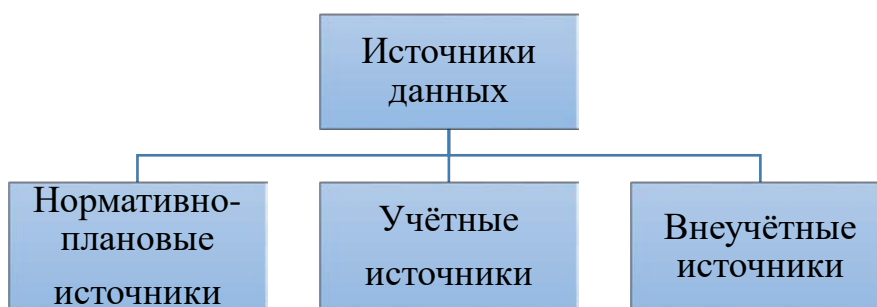 Источники
данных
Нормативно-
плановые
источники
Учётные
источники
Внеучётные
источники